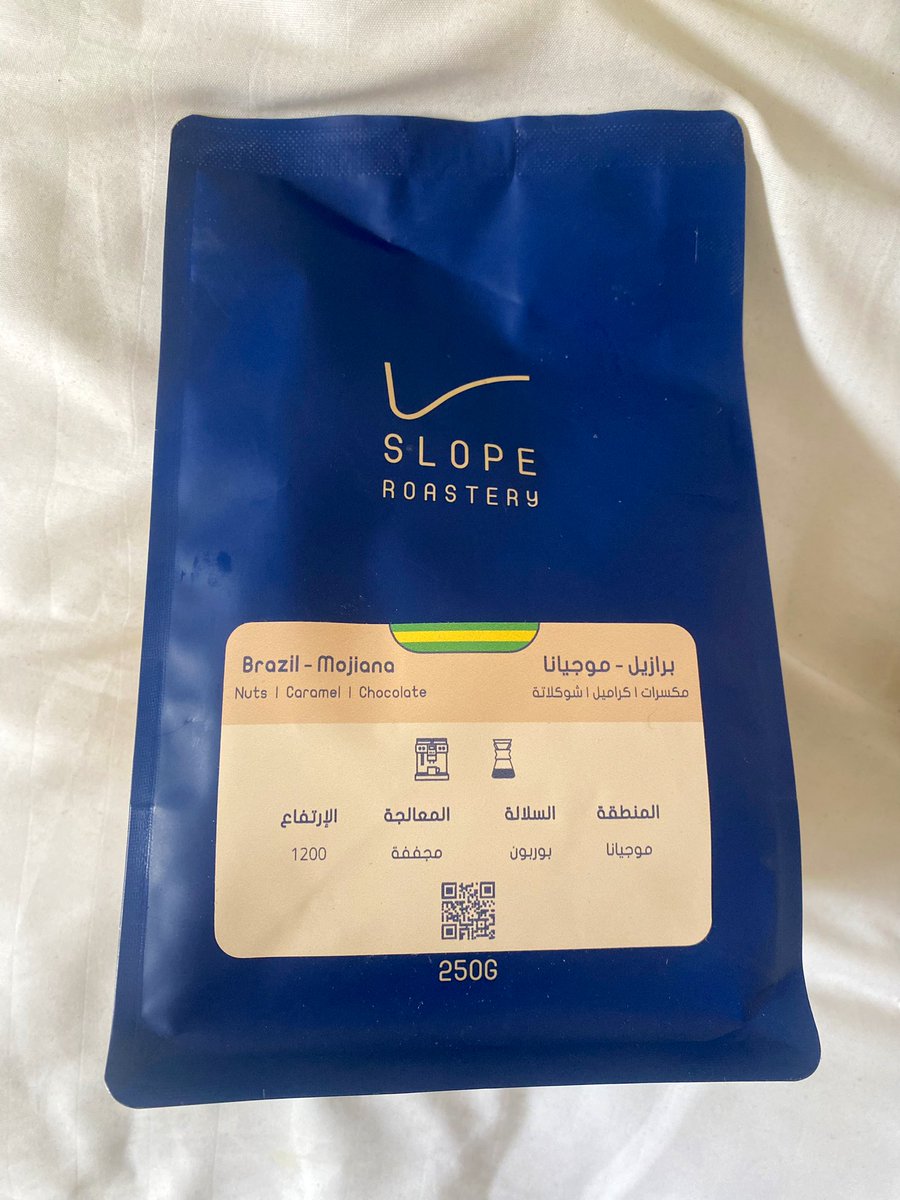 SLOPE
ROASTERY
Brazil - Mojiana
برازيل - موجيانا
Nuts | Caramel | Chocolate
مكسرات | كراميل | شوكلاتة
المنطقة السلالة المعالجة الإرتفاع
موجيانا بوربون مجففة 1200
250G